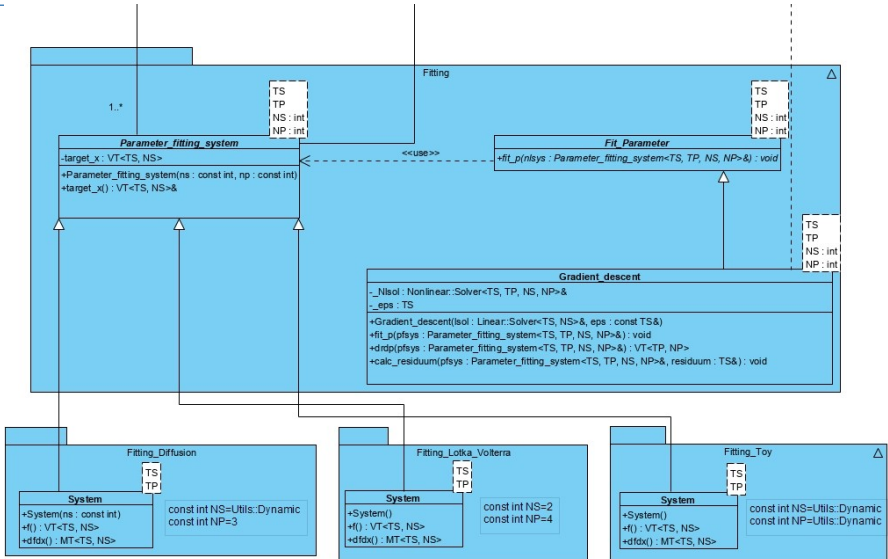 Fitting
TS
TP
NS : int
NP : int
1..*
Parameter_fitting_system
-target_x : VT<TS, NS>
+Parameter_fitting_system(ns : const int, np : const int)
+target_x() : VT<TS, NS>&
<<use>>
TS
TP
NS : int
NP : int
Fit_Parameter
+fit_p(nlsys : Parameter_fitting_system<TS, TP, NS, NP>&) : void
TS
TP
NS : int
NP : int
Gradient_descent
-_Nlsol : Nonlinear::Solver<TS, TP, NS, NP>&
-_eps : TS
+Gradient_descent(lsol : Linear::Solver<TS, NS>&, eps : const TS&)
+fit_p(pfsys : Parameter_fitting_system<TS, TP, NS, NP>&) : void
+drdp(pfsys : Parameter_fitting_system<TS, TP, NS, NP>&) : VT<TP, NP>
+calc_residuum(pfsys : Parameter_fitting_system<TS, TP, NS, NP>&, residuum : TS&) : void
Fitting_Diffusion
TS
TP
System
+System(ns : const int)
+f() : VT<TS, NS>
+dfdx() : MT<TS, NS>
const int NS=Utils::Dynamic
const int NP=3
Fitting_Lotka_Volterra
TS
TP
System
+System()
+f() : VT<TS, NS>
+dfdx() : MT<TS, NS>
const int NS=2
const int NP=4
Fitting_Toy
TS
TP
System
+System()
+f() : VT<TS, NS>
+dfdx() : MT<TS, NS>
const int NS=Utils::Dynamic
const int NP=Utils::Dynamic